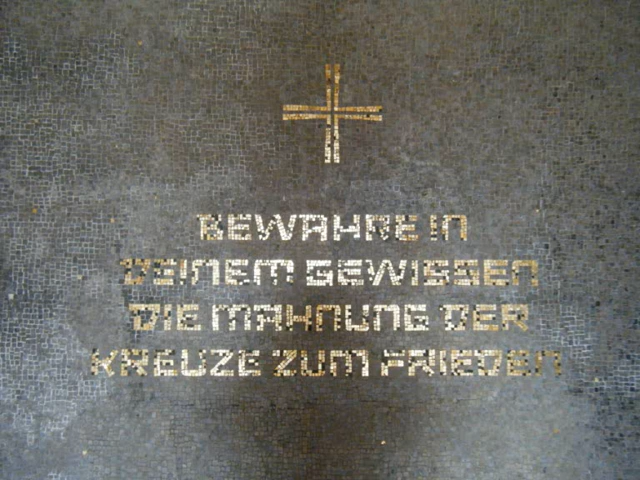 BEWAHRE IN
DEINEM GEWISSEN
DIE MAHNUNG DER
KREUZE ZUM FRIEDEN